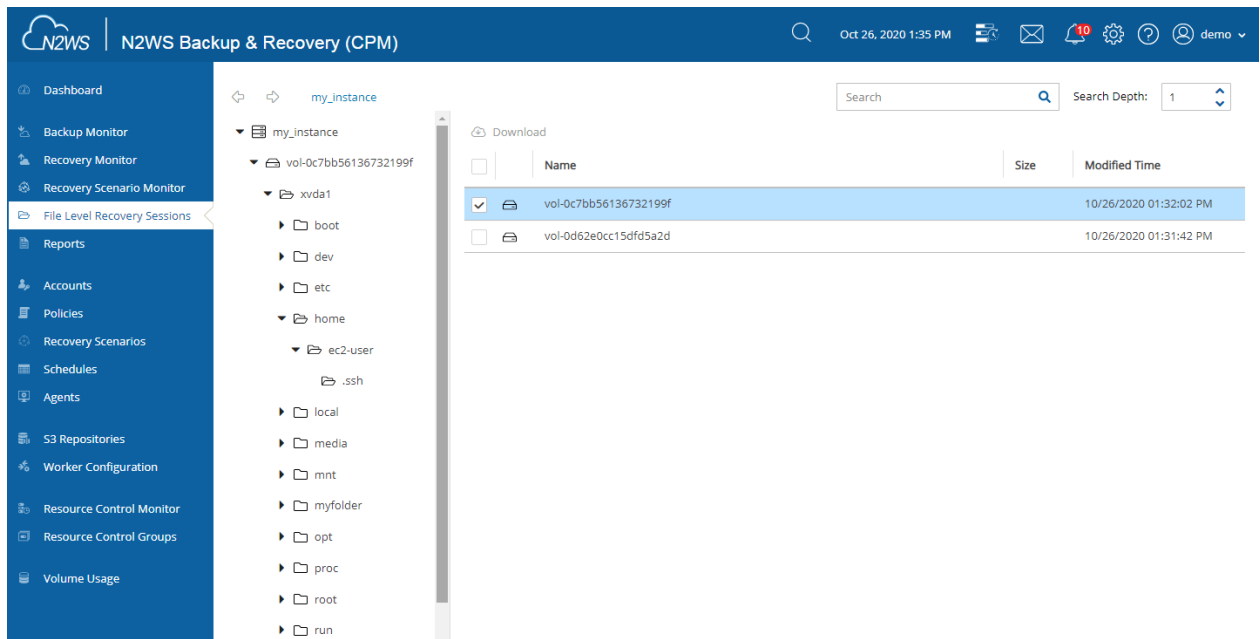 N2WS N2WS Backup & Recovery (CPM) Oct 26, 2020 1:35 PM 10 demo
Dashboard
Backup Monitor
Recovery Monitor
Recovery Scenario Monitor
File Level Recovery Sessions
Reports
Accounts
Policies
Recovery Scenarios
Schedules
Agents
S3 Repositories
Worker Configuration
Resource Control Monitor
Resource Control Groups
Volume Usage
my_instance
my_instance
vol-0c7bb56136732199f
xvda1
boot
dev
etc
home
ec2-user
.ssh
local
media
mnt
myfolder
opt
proc
root
run
Search Search Depth: 1
Download
Name Size Modified Time
vol-0c7bb56136732199f 10/26/2020 01:32:02 PM
vol-0d62e0cc15dfd5a2d 10/26/2020 01:31:42 PM